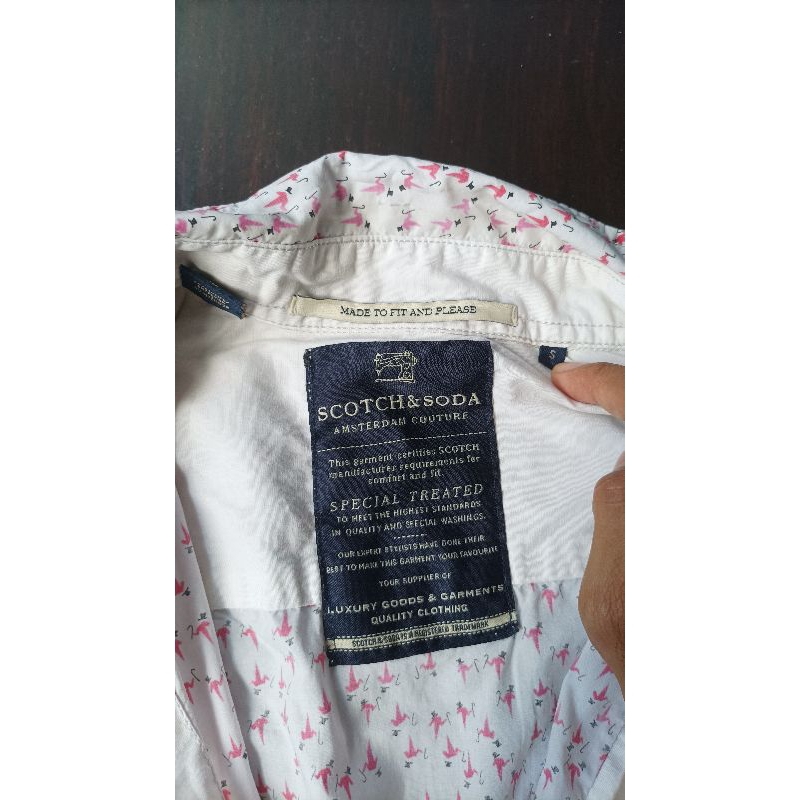 MADE TO FIT AND PLEASE
S
SCOTCH&SODA
AMSTERDAM COUTURE
This garment certifies SCOTCH
manufacturer requirements for
comfort and fit.
SPECIAL TREATED
TO MEET THE HIGHEST STANDARDS
IN QUALITY AND SPECIAL WASHINGS.
OUR EXPERT STYLISTS HAVE DONE THEIR
BEST TO MAKE THIS GARMENT YOUR FAVOURITE
YOUR SUPPLIER OF
LUXURY GOODS & GARMENTS
QUALITY CLOTHING
SCOTCH & SODA IS A REGISTERED TRADEMARK